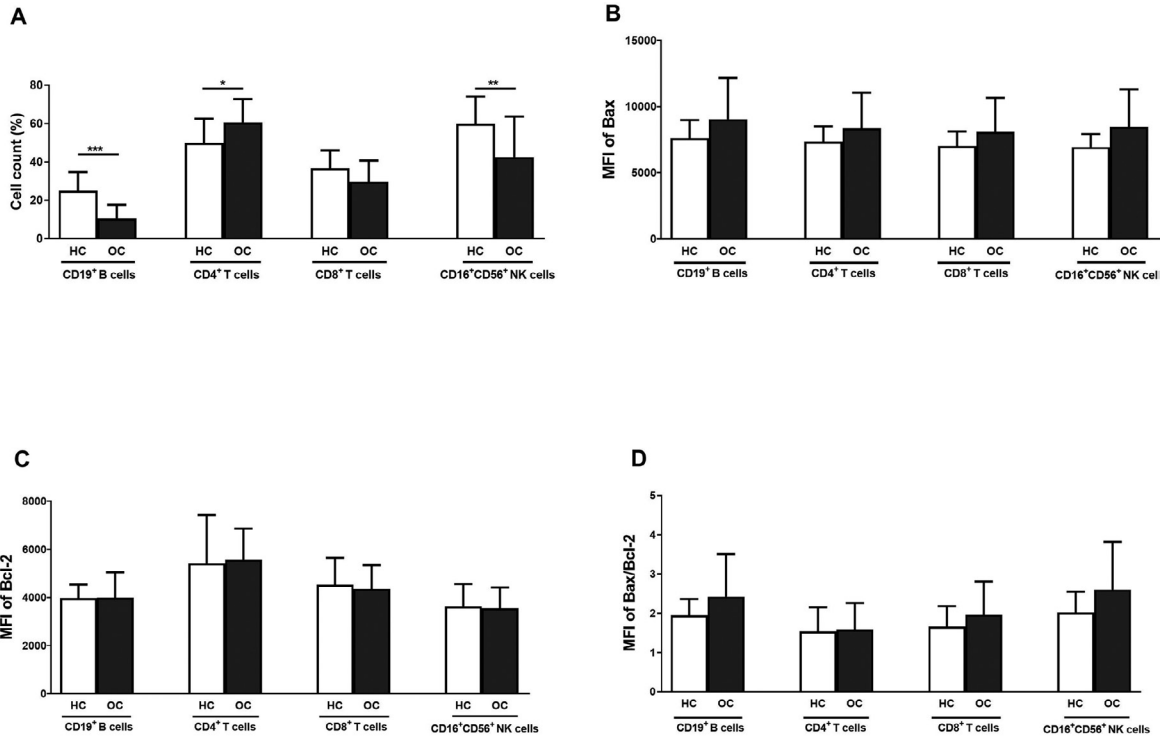 A
Cell count (%)
80
60
40
20
0
***
*
**
HC OC HC OC HC OC HC OC
CD19⁺ B cells CD4⁺ T cells CD8⁺ T cells CD16⁺CD56⁺ NK cells
B
MFI of Bax
15000
10000
5000
0
HC OC HC OC HC OC HC OC
CD19⁺ B cells CD4⁺ T cells CD8⁺ T cells CD16⁺CD56⁺ NK cell
C
MFI of Bcl-2
8000
6000
4000
2000
0
HC OC HC OC HC OC HC OC
CD19⁺ B cells CD4⁺ T cells CD8⁺ T cells CD16⁺CD56⁺ NK cells
D
MFI of Bax/Bcl-2
5
4
3
2
1
0
HC OC HC OC HC OC HC OC
CD19⁺ B cells CD4⁺ T cells CD8⁺ T cells CD16⁺CD56⁺ NK cells